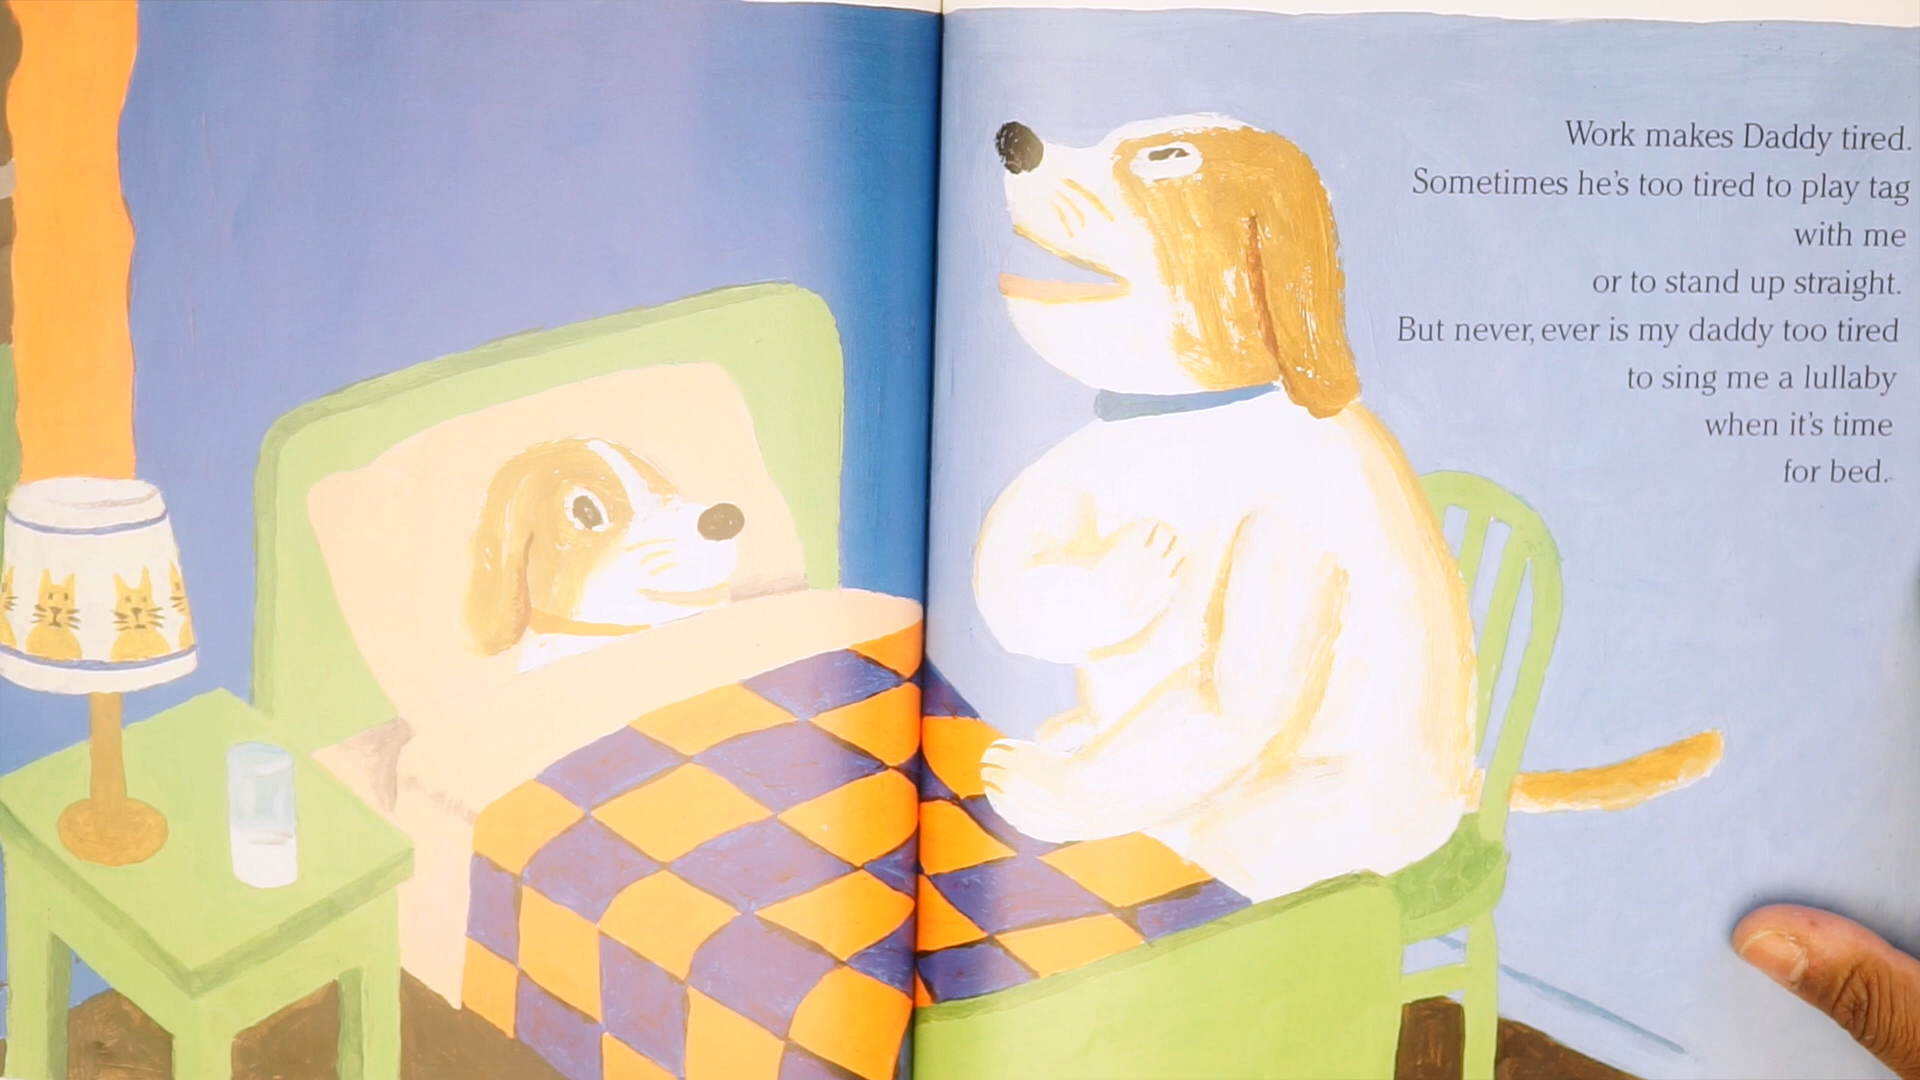 Work makes Daddy tired.
Sometimes he's too tired to play tag
with me
or to stand up straight.
But never, ever is my daddy too tired
to sing me a lullaby
when it's time
for bed.